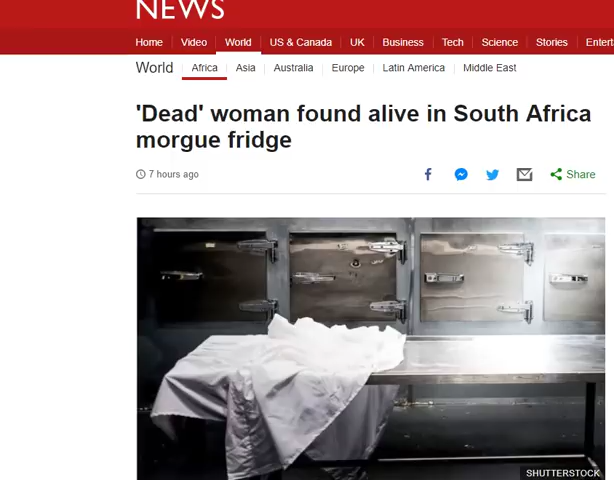 NEWS
Home Video World US & Canada UK Business Tech Science Stories
World Africa Asia Australia Europe Latin America Middle East
'Dead' woman found alive in South Africa
morgue fridge
7 hours ago Share
SHUTTERSTOCK